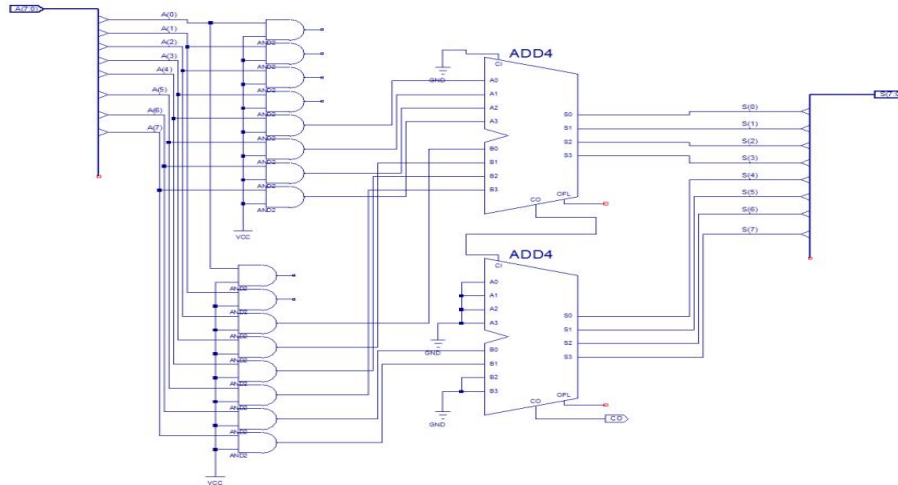 A(7:0)
A(0)
A(1)
A(2)
A(3)
A(4)
A(5)
A(6)
A(7)
AND2
AND2
AND2
AND2
AND2
AND2
AND2
AND2
VCC
AND2
AND2
AND2
AND2
AND2
AND2
AND2
AND2
VCC
GND
ADD4
CI
A0
A1
A2
A3
B0
B1
B2
B3
S0
S1
S2
S3
CO
OFL
GND
GND
ADD4
CI
A0
A1
A2
A3
B0
B1
B2
B3
S0
S1
S2
S3
CO
OFL
CO
S(0)
S(1)
S(2)
S(3)
S(4)
S(5)
S(6)
S(7)